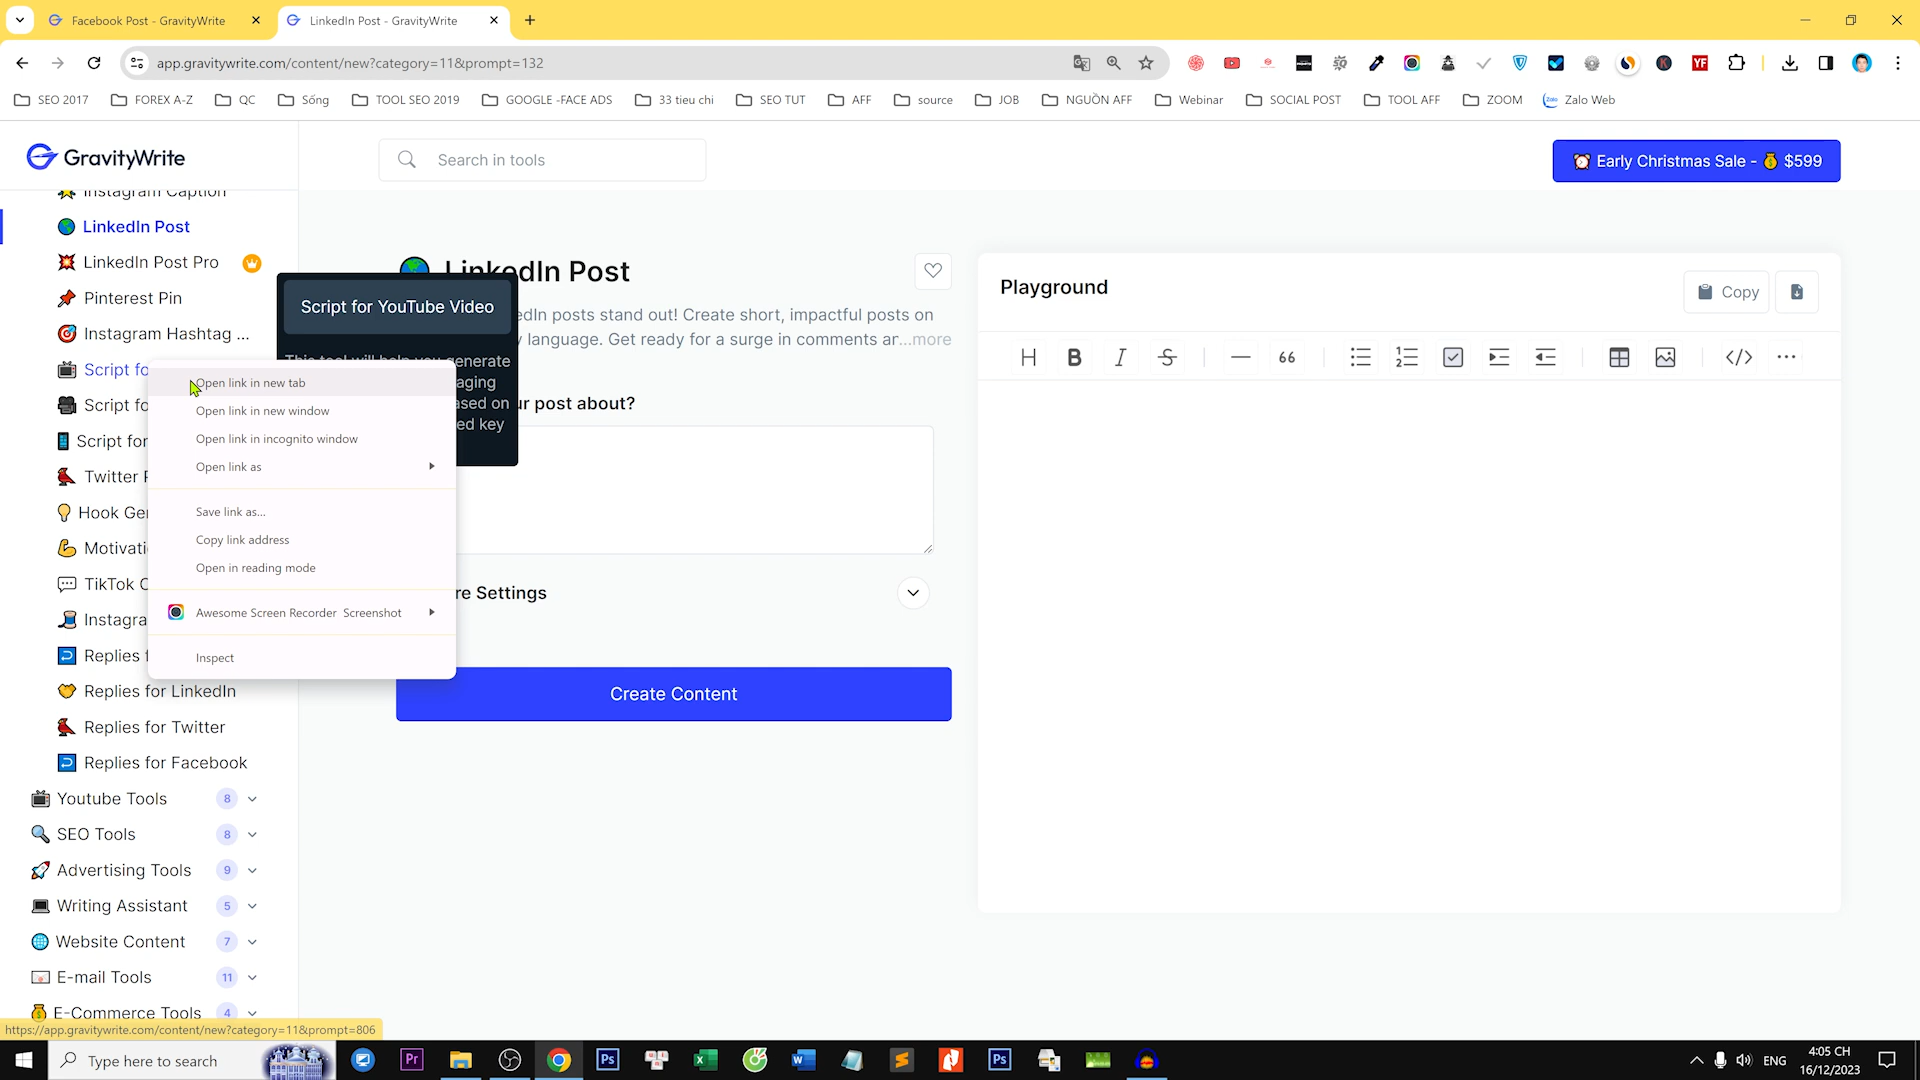 Facebook Post - GravityWrite
LinkedIn Post - GravityWrite
app.gravitywrite.com/content/new?category=11&prompt=132
SEO 2017
FOREX A-Z
QC
Sống
TOOL SEO 2019
GOOGLE -FACE ADS
33 tieu chi
SEO TUT
AFF
source
JOB
NGUỒN AFF
Webinar
SOCIAL POST
TOOL AFF
ZOOM
Zalo Web
GravityWrite
Search in tools
Early Christmas Sale - $599
Instagram Caption
LinkedIn Post
LinkedIn Post Pro
Pinterest Pin
Instagram Hashtag ...
Script fo
Script fo
Script for
Twitter
Hook Ge
Motivati
TikTok
Instagra
Replies
Replies for LinkedIn
Replies for Twitter
Replies for Facebook
Youtube Tools 8
SEO Tools 8
Advertising Tools 9
Writing Assistant 5
Website Content 7
E-mail Tools 11
E-Commerce Tools 4
https://app.gravitywrite.com/content/new?category=11&prompt=806
Script for YouTube Video
This tool will help you generate
aging
ased on
ed key
Open link in new tab
Open link in new window
Open link in incognito window
Open link as
Save link as...
Copy link address
Open in reading mode
Awesome Screen Recorder Screenshot
Inspect
LinkedIn Post
edIn posts stand out! Create short, impactful posts on
language. Get ready for a surge in comments ar...more
ur post about?
re Settings
Create Content
Playground
Copy
H B I S 66
Type here to search
ENG
4:05 CH
16/12/2023